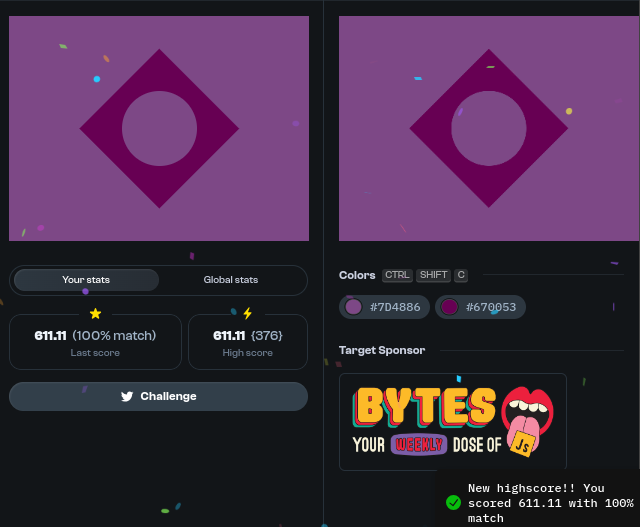 Your stats
Global stats
611.11 (100% match)
Last score
611.11 {376}
High score
Challenge
Colors CTRL SHIFT C
#7D4886
#670053
Target Sponsor
BYTES
YOUR WEEKLY DOSE OF JS
New highscore!! You
scored 611.11 with 100%
match